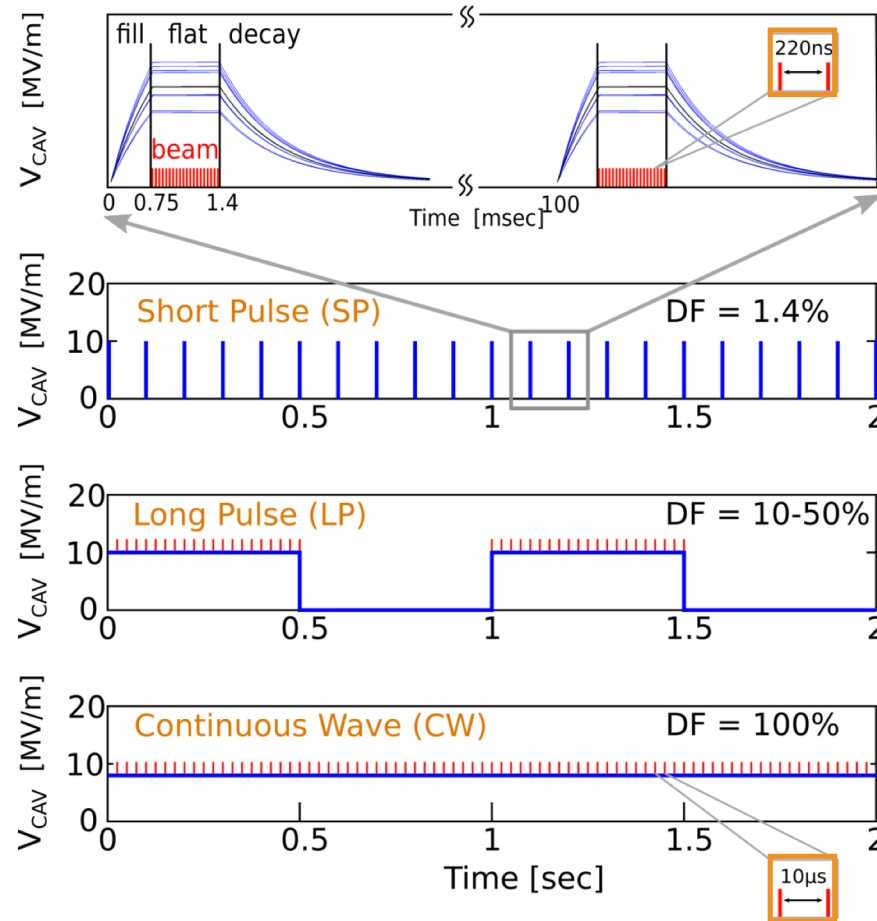 fill flat decay
220ns
V_CAV [MV/m]
beam
0 0.75 1.4 100
Time [msec]
V_CAV [MV/m]
20
10
0
Short Pulse (SP) DF = 1.4%
0 0.5 1 1.5 2
V_CAV [MV/m]
20
10
0
Long Pulse (LP) DF = 10-50%
0 0.5 1 1.5 2
V_CAV [MV/m]
20
10
0
Continuous Wave (CW) DF = 100%
0 0.5 1 1.5 2
Time [sec]
10µs